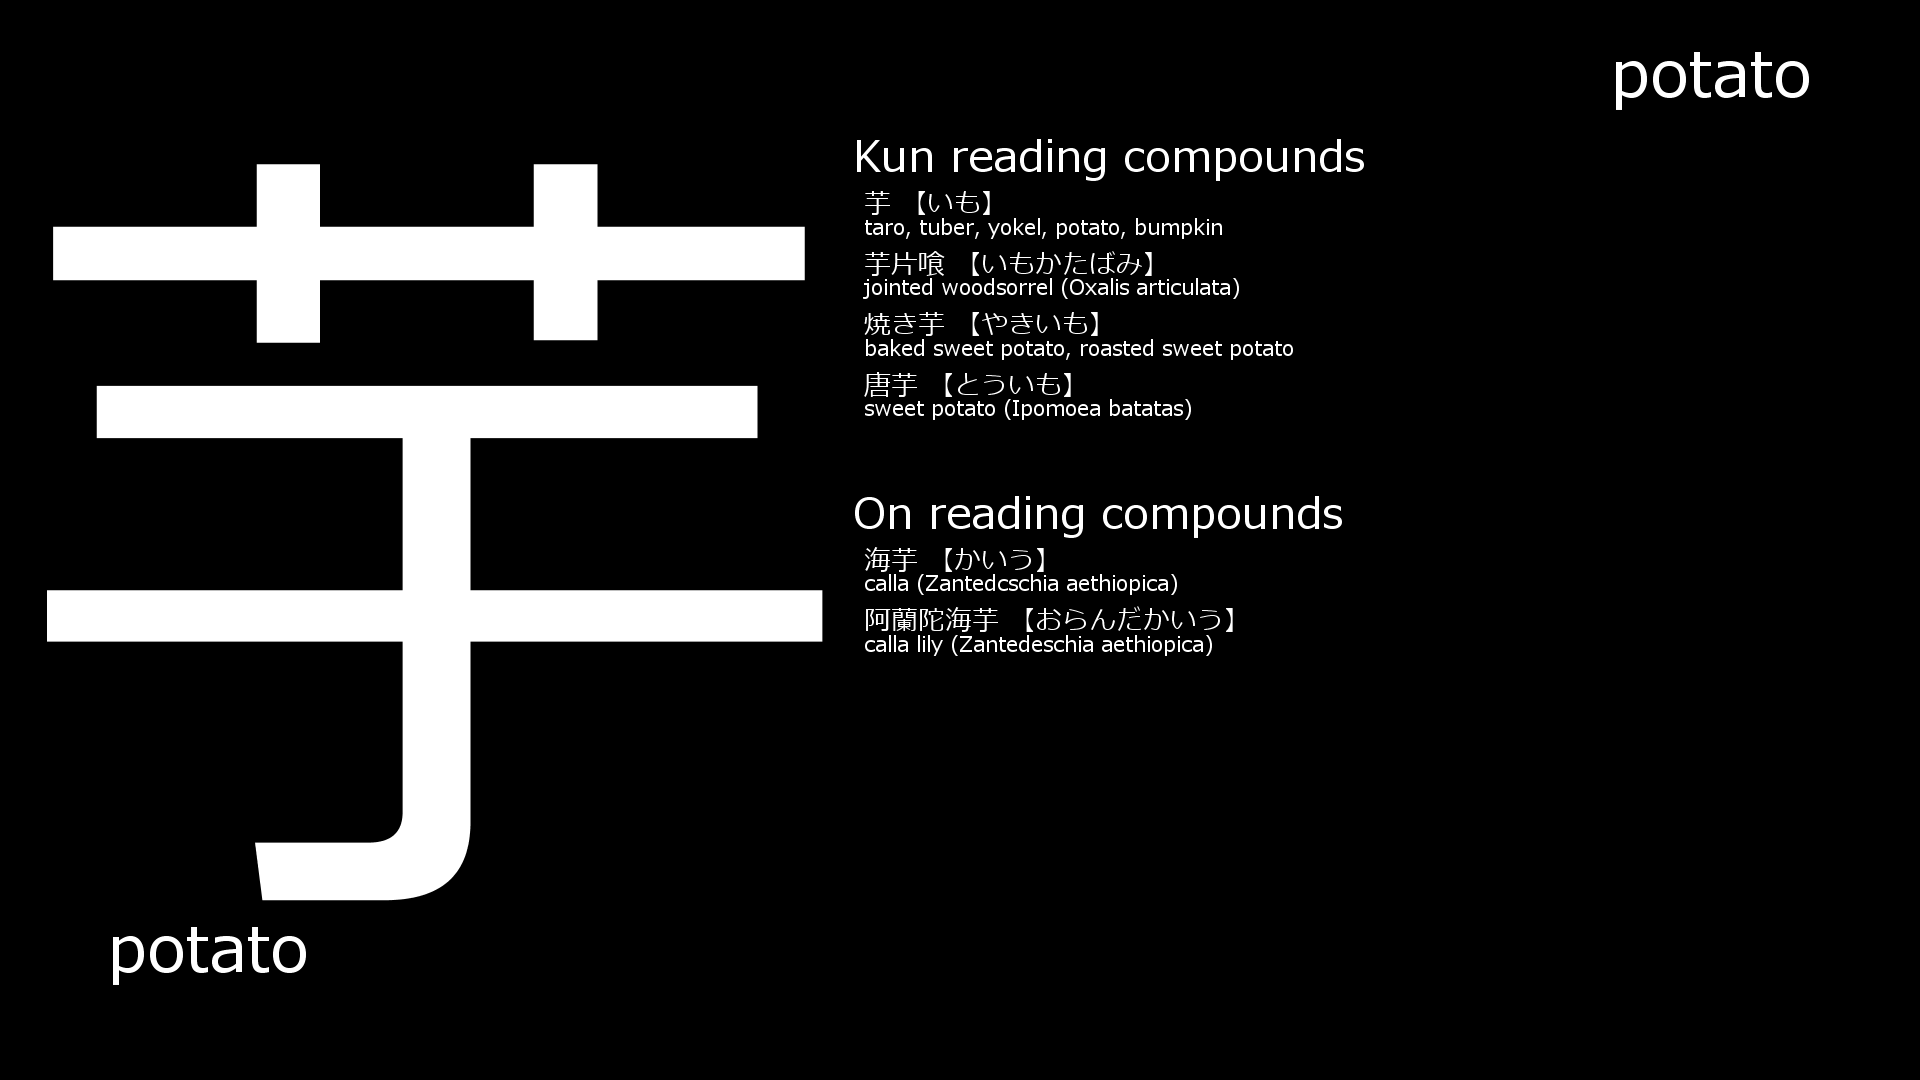 potato
芋
Kun reading compounds
芋 【いも】
taro, tuber, yokel, potato, bumpkin
芋片喰 【いもかたばみ】
jointed woodsorrel (Oxalis articulata)
焼き芋 【やきいも】
baked sweet potato, roasted sweet potato
唐芋 【とういも】
sweet potato (Ipomoea batatas)
On reading compounds
海芋 【かいう】
calla (Zantedcschia aethiopica)
阿蘭陀海芋 【おらんだかいう】
calla lily (Zantedeschia aethiopica)
potato